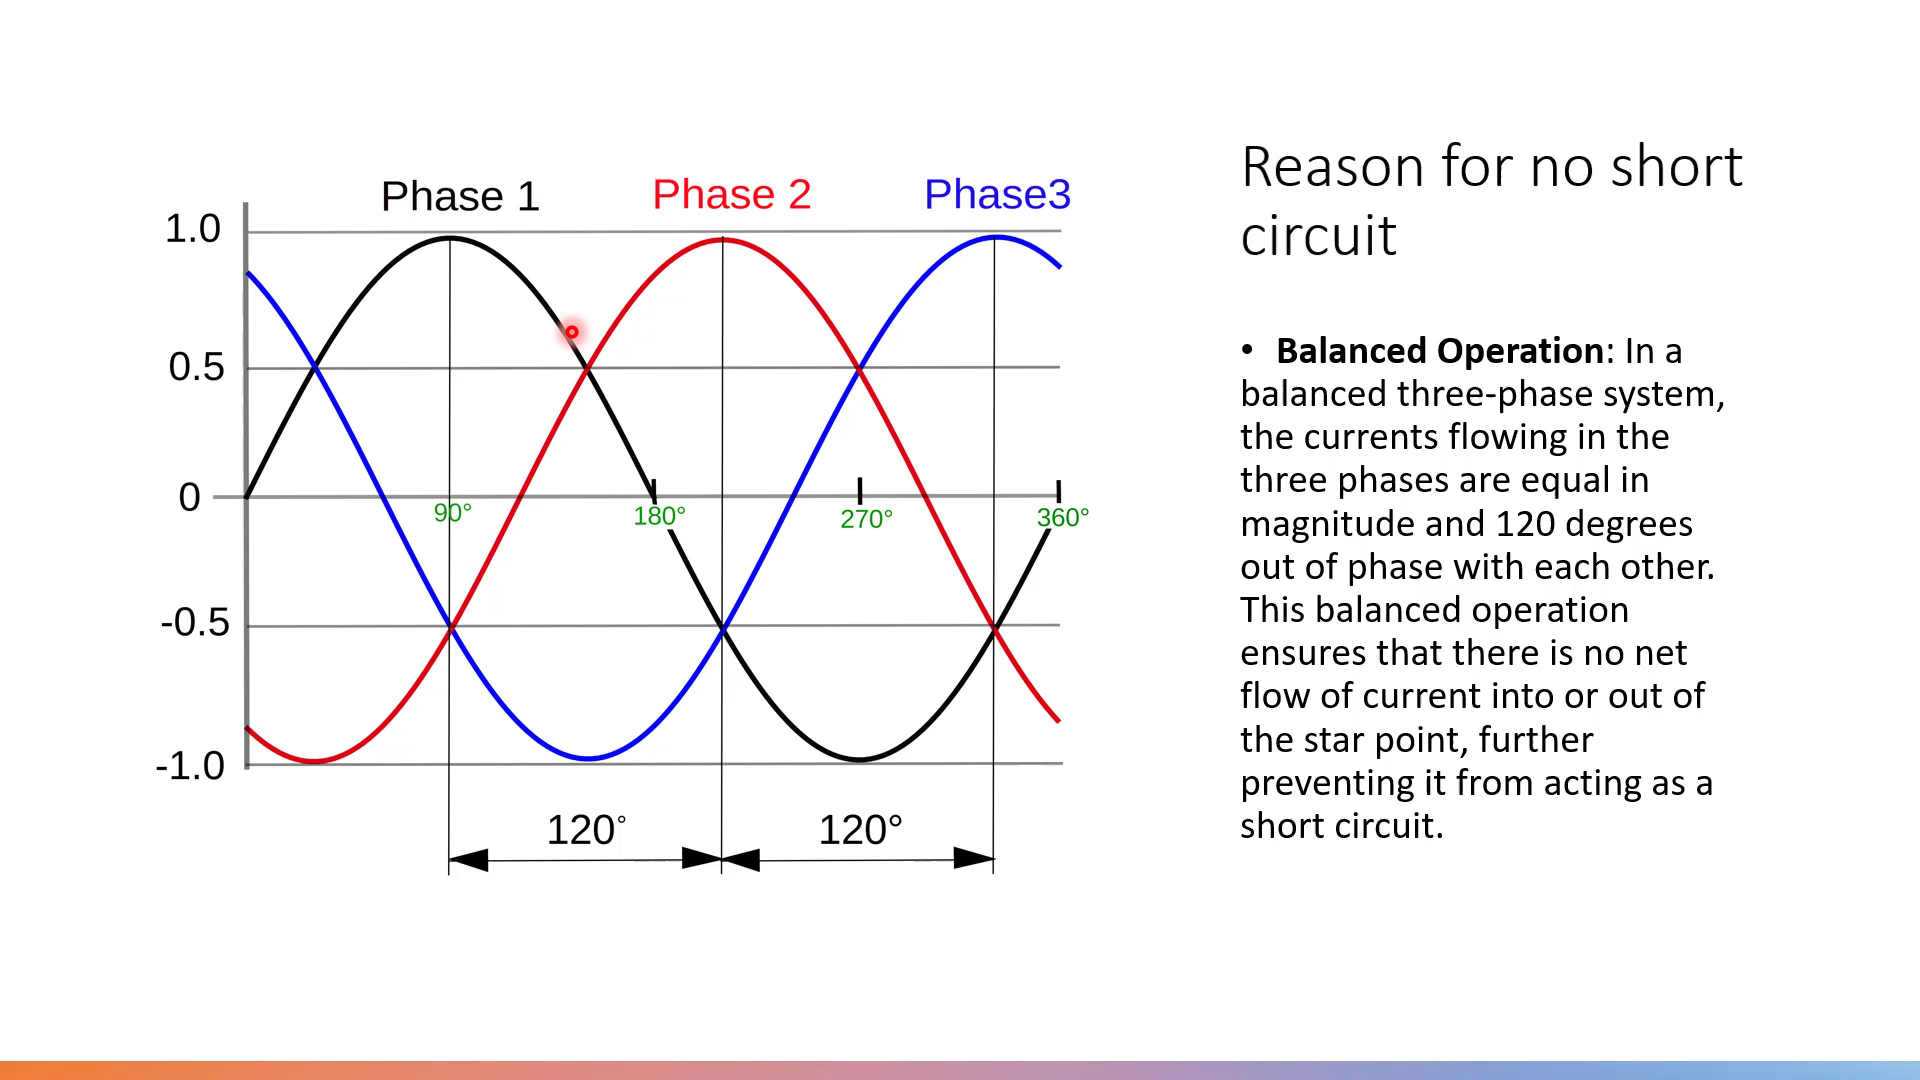 Phase 1
Phase 2
Phase3
1.0
0.5
0
-0.5
-1.0
90°
180°
270°
360°
120°
120°
Reason for no short
circuit
• Balanced Operation: In a
balanced three-phase system,
the currents flowing in the
three phases are equal in
magnitude and 120 degrees
out of phase with each other.
This balanced operation
ensures that there is no net
flow of current into or out of
the star point, further
preventing it from acting as a
short circuit.